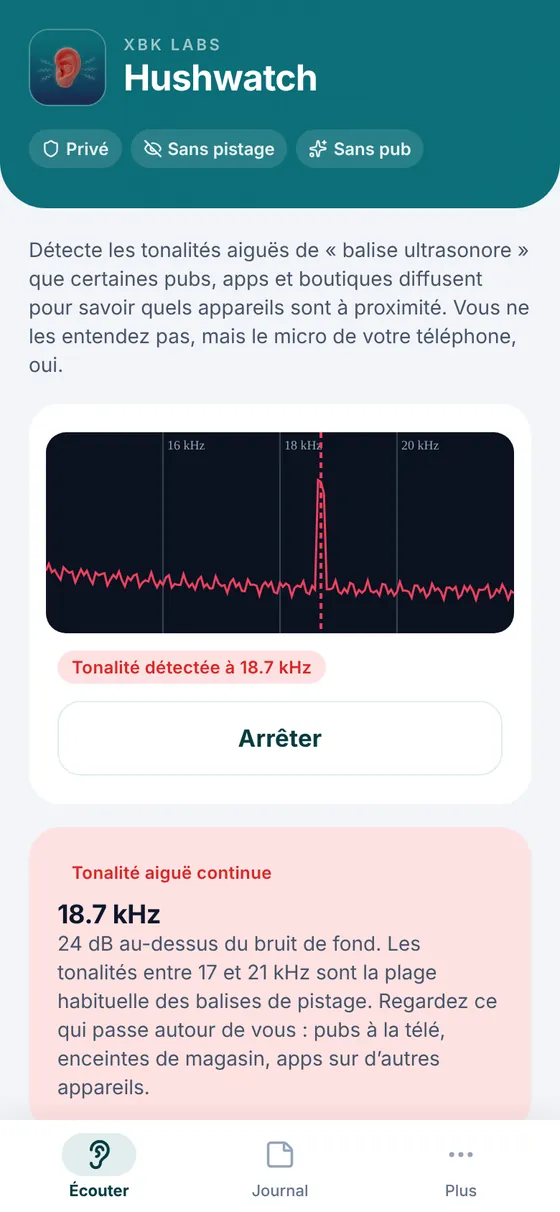 XBK LABS
Hushwatch
Privé
Sans pistage
Sans pub
Détecte les tonalités aiguës de « balise ultrasonore »
que certaines pubs, apps et boutiques diffusent
pour savoir quels appareils sont à proximité. Vous ne
les entendez pas, mais le micro de votre téléphone,
oui.
16 kHz
18 kHz
20 kHz
Tonalité détectée à 18.7 kHz
Arrêter
Tonalité aiguë continue
18.7 kHz
24 dB au-dessus du bruit de fond. Les
tonalités entre 17 et 21 kHz sont la plage
habituelle des balises de pistage. Regardez ce
qui passe autour de vous : pubs à la télé,
enceintes de magasin, apps sur d’autres
appareils.
Écouter
Journal
Plus